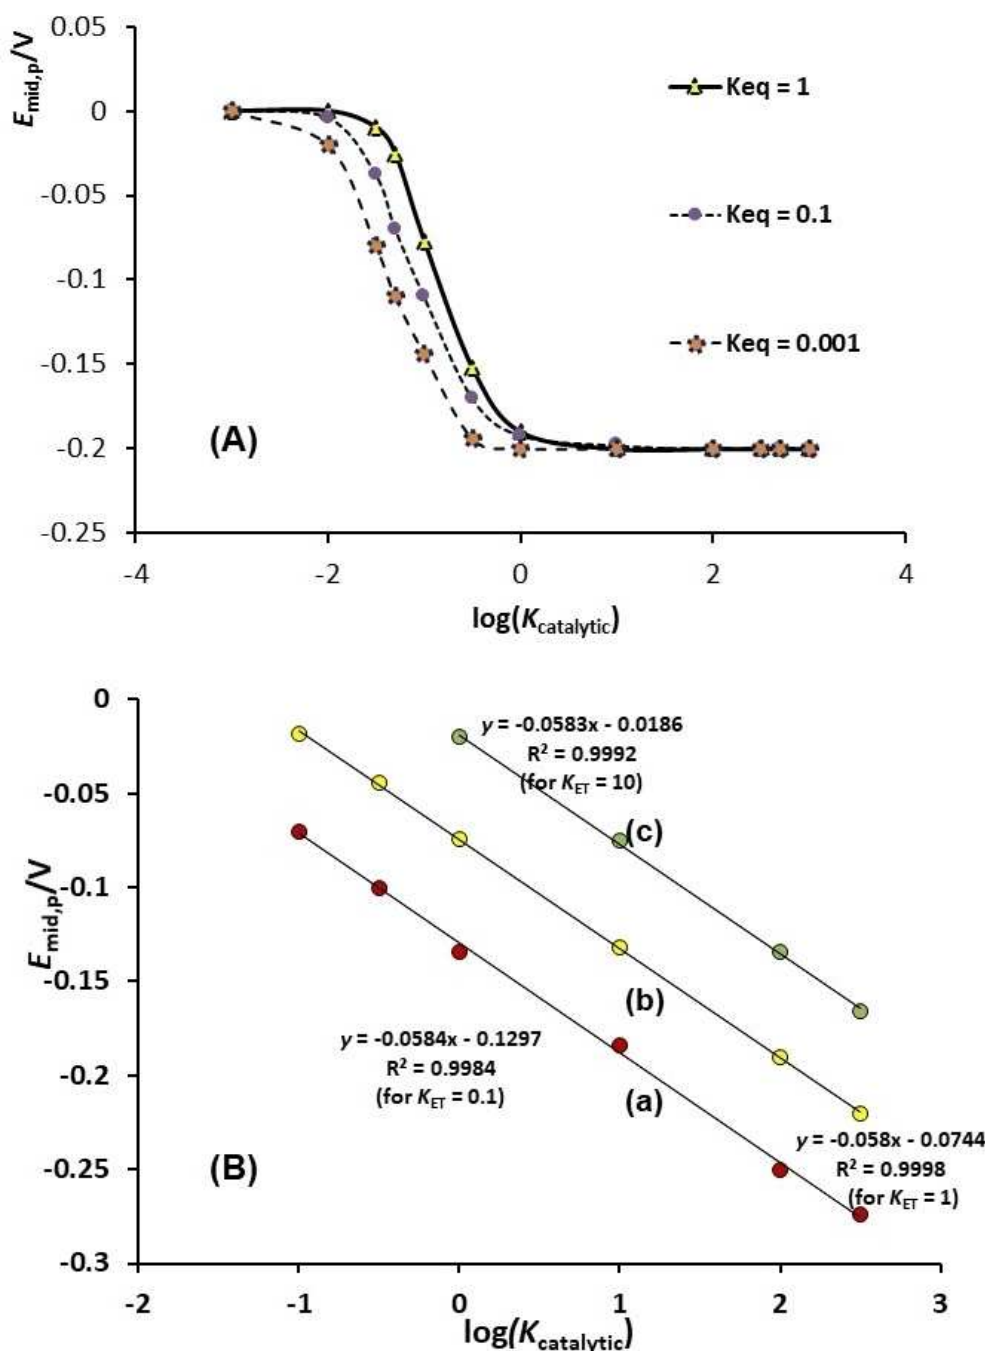 E_mid,p/V
0.05
0
-0.05
-0.1
-0.15
-0.2
-0.25
Keq = 1
Keq = 0.1
Keq = 0.001
(A)
-4 -2 0 2 4
log(K_catalytic)
0
-0.05
-0.1
-0.15
-0.2
-0.25
-0.3
E_mid,p/V
y = -0.0583x - 0.0186
R² = 0.9992
(for K_ET = 10)
(c)
(b)
y = -0.0584x - 0.1297
R² = 0.9984
(for K_ET = 0.1)
(a)
y = -0.058x - 0.0744
R² = 0.9998
(for K_ET = 1)
(B)
-2 -1 0 1 2 3
log(K_catalytic)